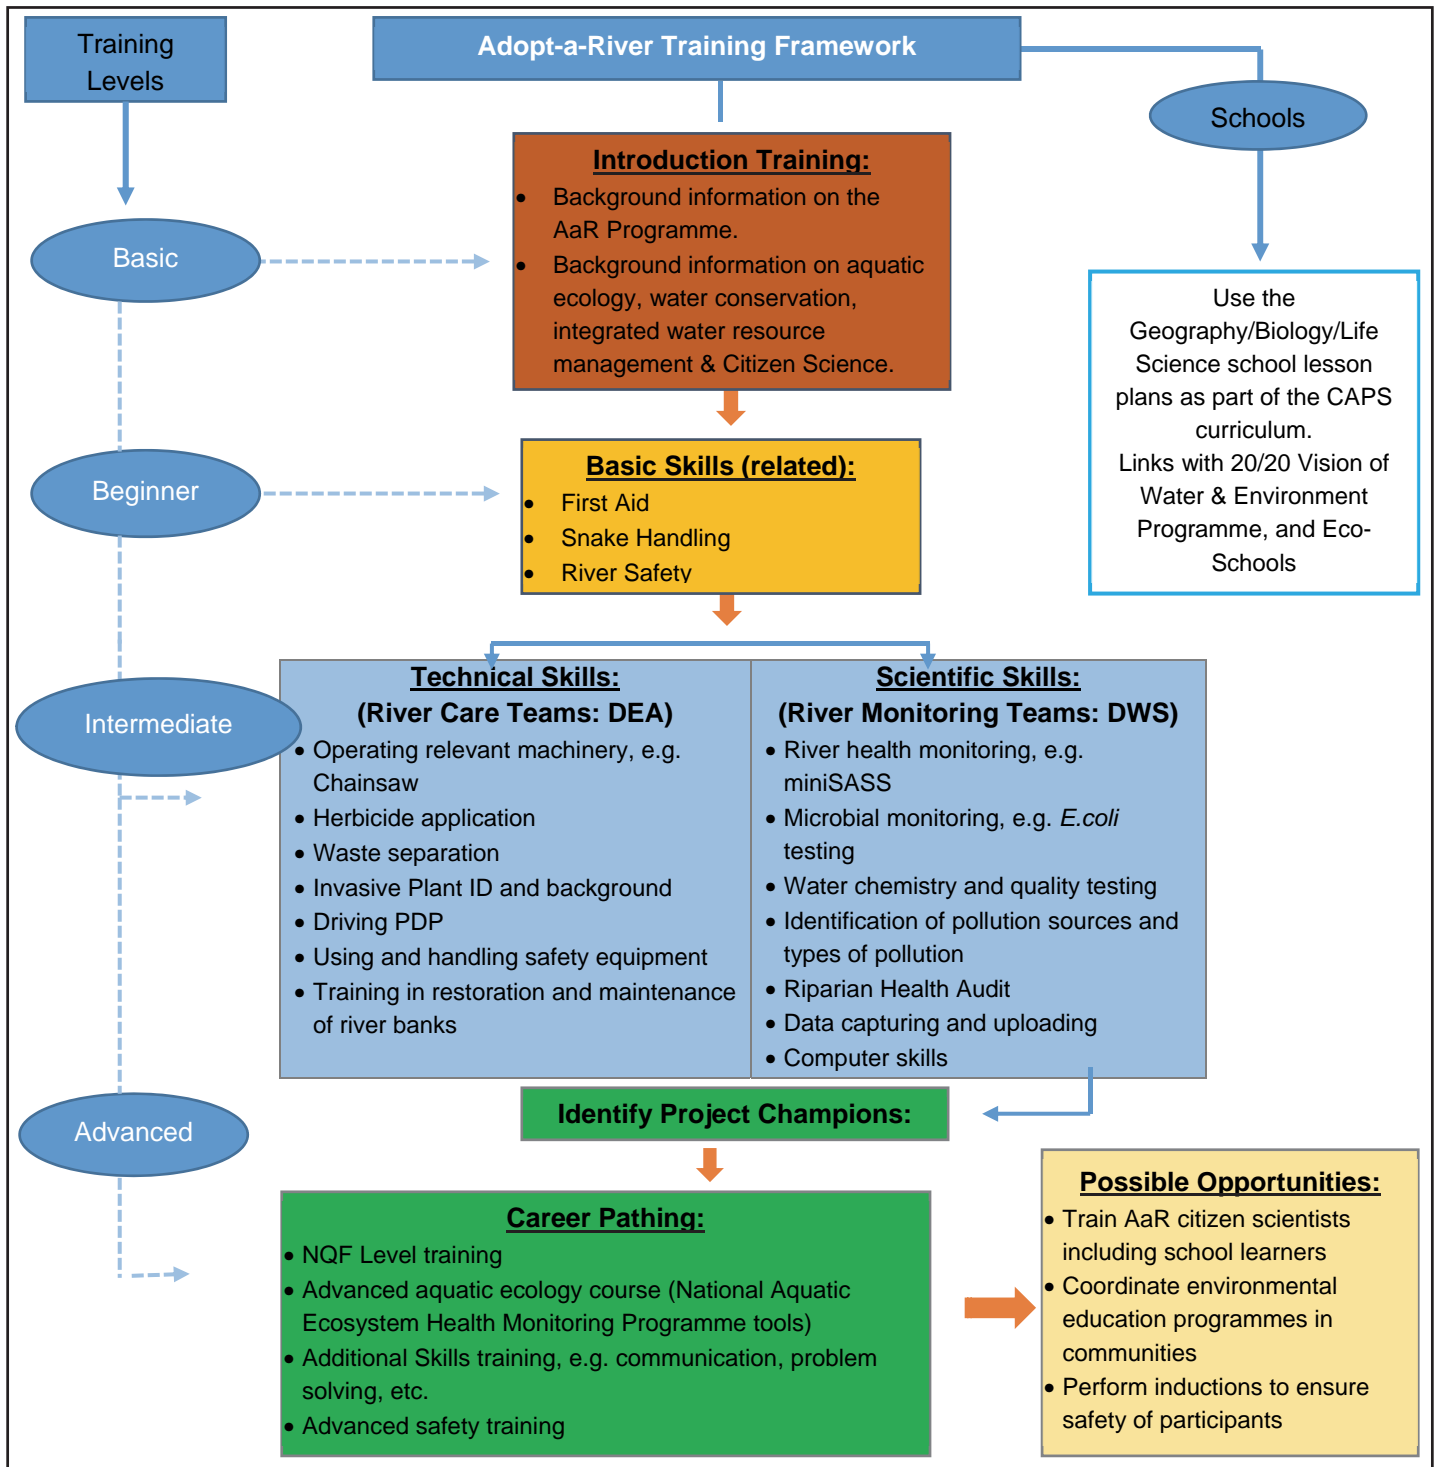 Training
Levels
Adopt-a-River Training Framework
Schools
Introduction Training:
• Background information on the
AaR Programme.
• Background information on aquatic
ecology, water conservation,
integrated water resource
management & Citizen Science.
Basic
Use the
Geography/Biology/Life
Science school lesson
plans as part of the CAPS
curriculum.
Links with 20/20 Vision of
Water & Environment
Programme, and Eco-
Schools
Beginner
Basic Skills (related):
• First Aid
• Snake Handling
• River Safety
Intermediate
Technical Skills:
(River Care Teams: DEA)
• Operating relevant machinery, e.g.
Chainsaw
• Herbicide application
• Waste separation
• Invasive Plant ID and background
• Driving PDP
• Using and handling safety equipment
• Training in restoration and maintenance
of river banks
Scientific Skills:
(River Monitoring Teams: DWS)
• River health monitoring, e.g.
miniSASS
• Microbial monitoring, e.g. E.coli
testing
• Water chemistry and quality testing
• Identification of pollution sources and
types of pollution
• Riparian Health Audit
• Data capturing and uploading
• Computer skills
Advanced
Identify Project Champions:
Career Pathing:
• NQF Level training
• Advanced aquatic ecology course (National Aquatic
Ecosystem Health Monitoring Programme tools)
• Additional Skills training, e.g. communication, problem
solving, etc.
• Advanced safety training
Possible Opportunities:
• Train AaR citizen scientists
including school learners
• Coordinate environmental
education programmes in
communities
• Perform inductions to ensure
safety of participants